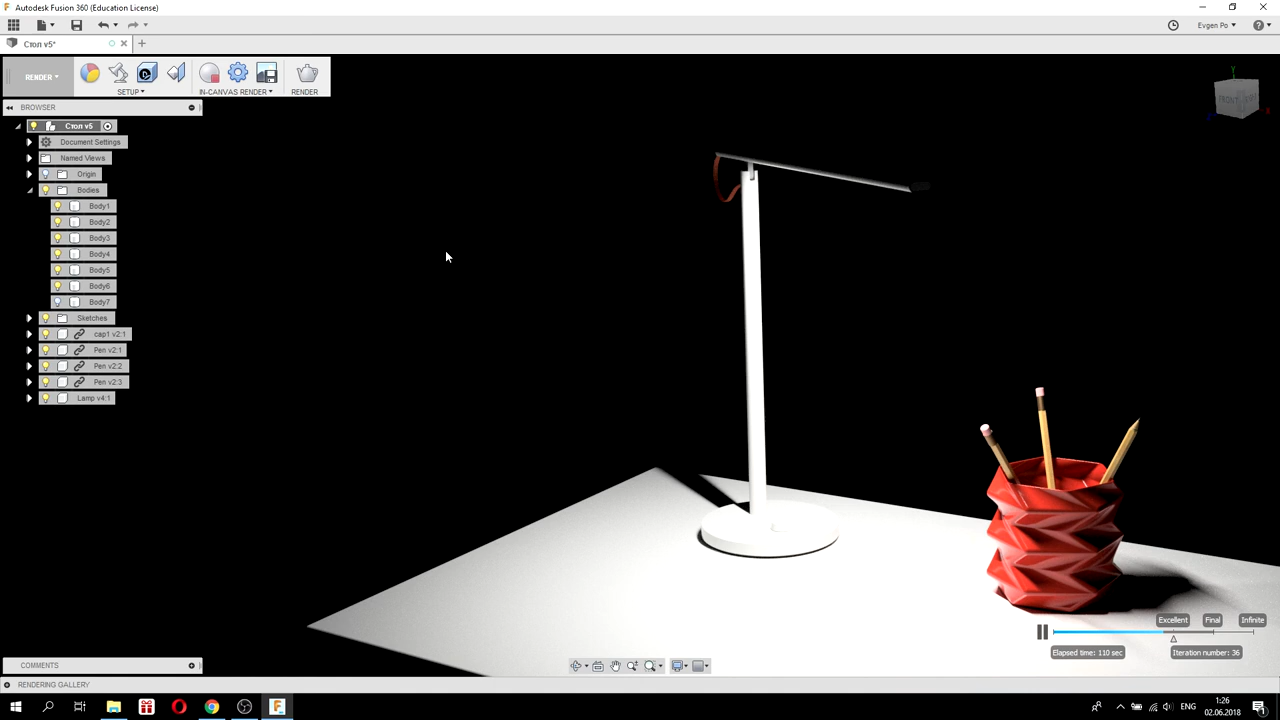 Autodesk Fusion 360 (Education License)
Evgen Po
Стол v5*
RENDER
SETUP
IN-CANVAS RENDER
RENDER
BROWSER
Стол v5
Document Settings
Named Views
Origin
Bodies
Body1
Body2
Body3
Body4
Body5
Body6
Body7
Sketches
cap1 v2:1
Pen v2:1
Pen v2:2
Pen v2:3
Lamp v4:1
Y
FRONT
Excellent Final Infinite
Elapsed time: 110 sec Iteration number: 36
COMMENTS
RENDERING GALLERY
ENG
1:26
02.06.2018